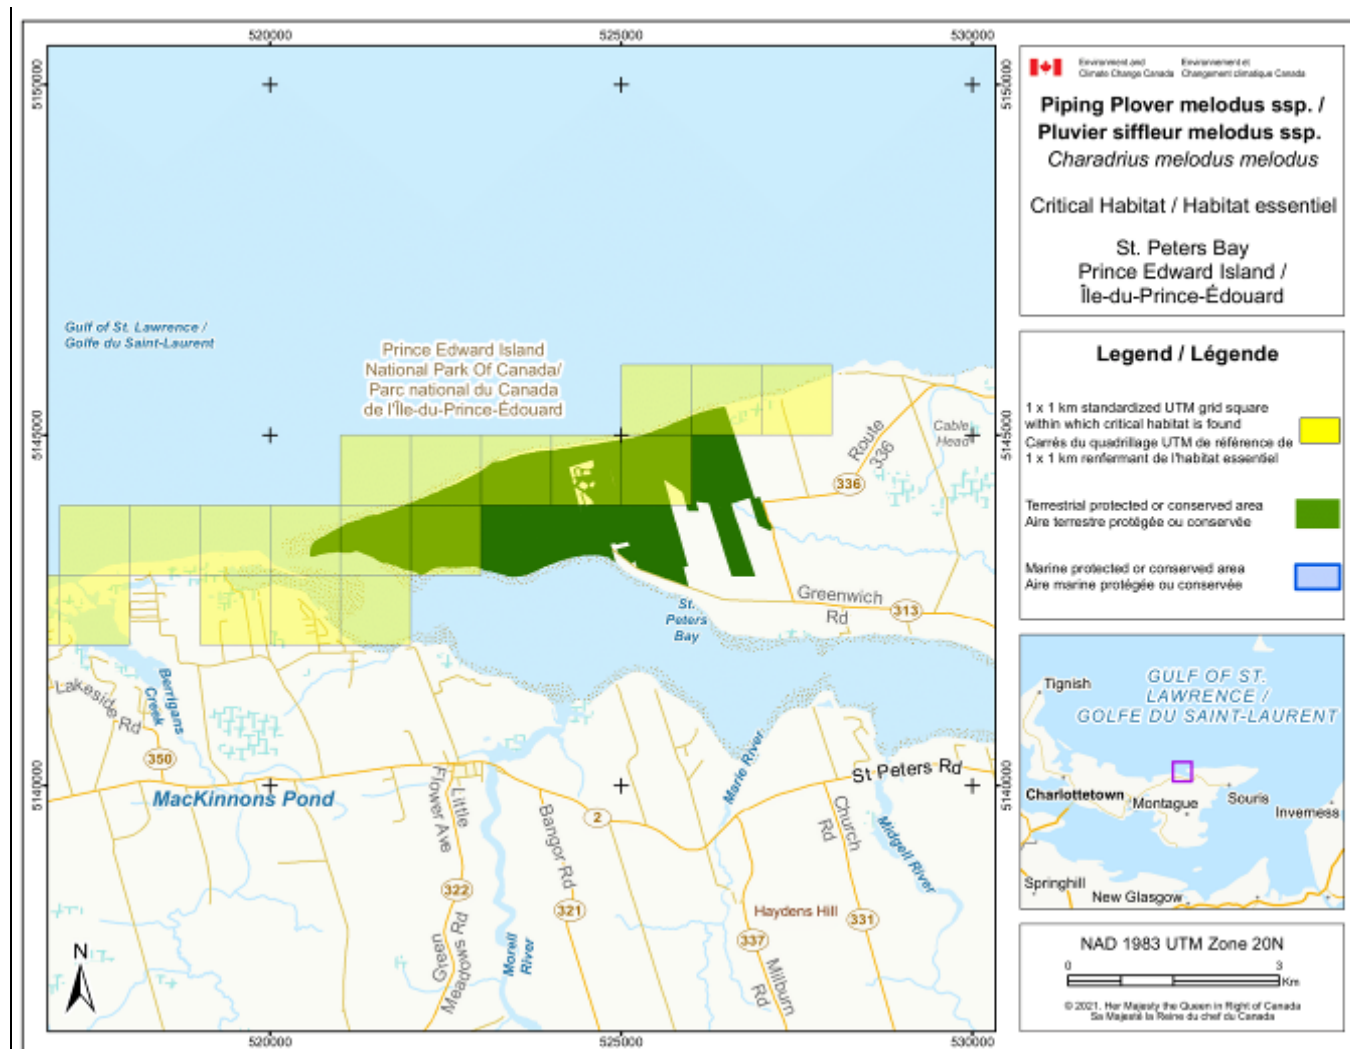 520000
525000
530000
5150000
5150000
Gulf of St. Lawrence /
Golfe du Saint-Laurent
Prince Edward Island
National Park Of Canada/
Parc national du Canada
de l'Île-du-Prince-Édouard
5145000
5145000
Cable
Head
Route
336
336
Greenwich
Rd
313
St.
Peters
Bay
Lakeside Rd
Berrigans
Creek
350
MacKinnons Pond
5140000
5140000
St Peters Rd
Marie River
Little
Flower Ave
2
Bangor Rd
Church
Rd
Midgell River
322
321
Haydens Hill
331
337
Green
Meadows Rd
Morell
River
Milburn
Rd
N
520000
525000
530000
Environment and
Climate Change Canada
Environnement et
Changement climatique Canada
Piping Plover melodus ssp. /
Pluvier siffleur melodus ssp.
Charadrius melodus melodus
Critical Habitat / Habitat essentiel
St. Peters Bay
Prince Edward Island /
Île-du-Prince-Édouard
Legend / Légende
1 x 1 km standardized UTM grid square
within which critical habitat is found
Carrés du quadrillage UTM de référence de
1 x 1 km renfermant de l'habitat essentiel
Terrestrial protected or conserved area
Aire terrestre protégée ou conservée
Marine protected or conserved area
Aire marine protégée ou conservée
GULF OF ST.
LAWRENCE /
GOLFE DU SAINT-LAURENT
Tignish
Charlottetown
Montague
Souris
Inverness
Springhill
New Glasgow
NAD 1983 UTM Zone 20N
0
3
Km
© 2021, Her Majesty the Queen in Right of Canada
Sa Majesté la Reine du chef du Canada